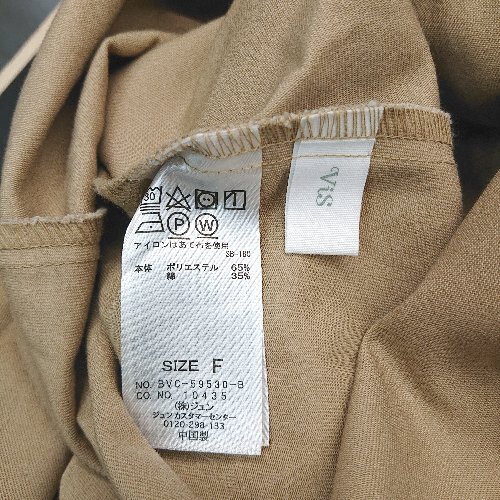 30
P W
アイロンはあて布を使用
SB-160
本体 ポリエステル 65%
綿 35%
SIZE F
NO. BVC-59530-B
CO. NO. 10435
(株)ジュン
ジュンカスタマーセンター
0120-298-133
中国製
ViS